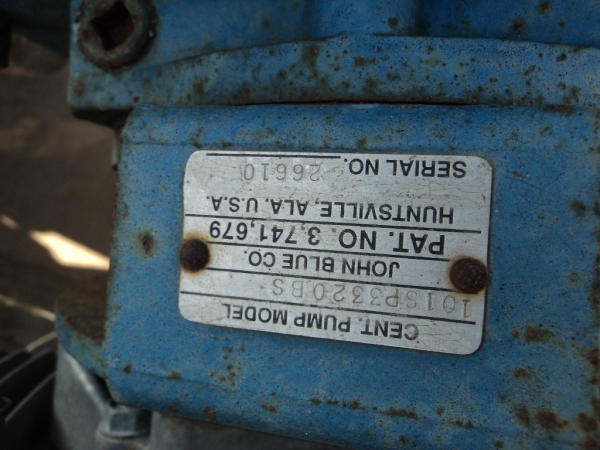 CENT. PUMP MODEL
101SP3320BS
JOHN BLUE CO.
PAT. NO. 3,741,679
HUNTSVILLE, ALA. U.S.A.
SERIAL NO. 26610